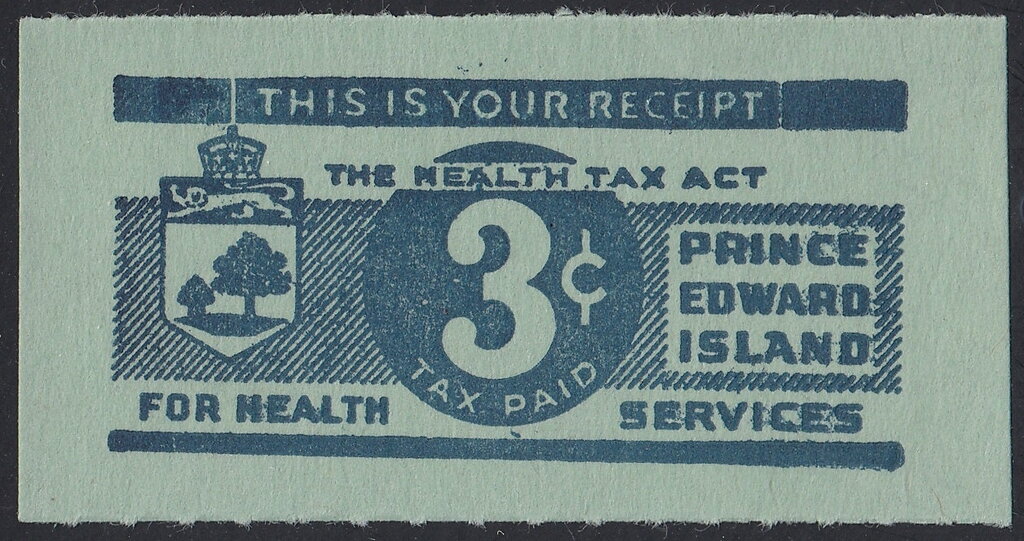 THIS IS YOUR RECEIPT
THE HEALTH TAX ACT
3¢
TAX PAID
PRINCE
EDWARD
ISLAND
FOR HEALTH SERVICES